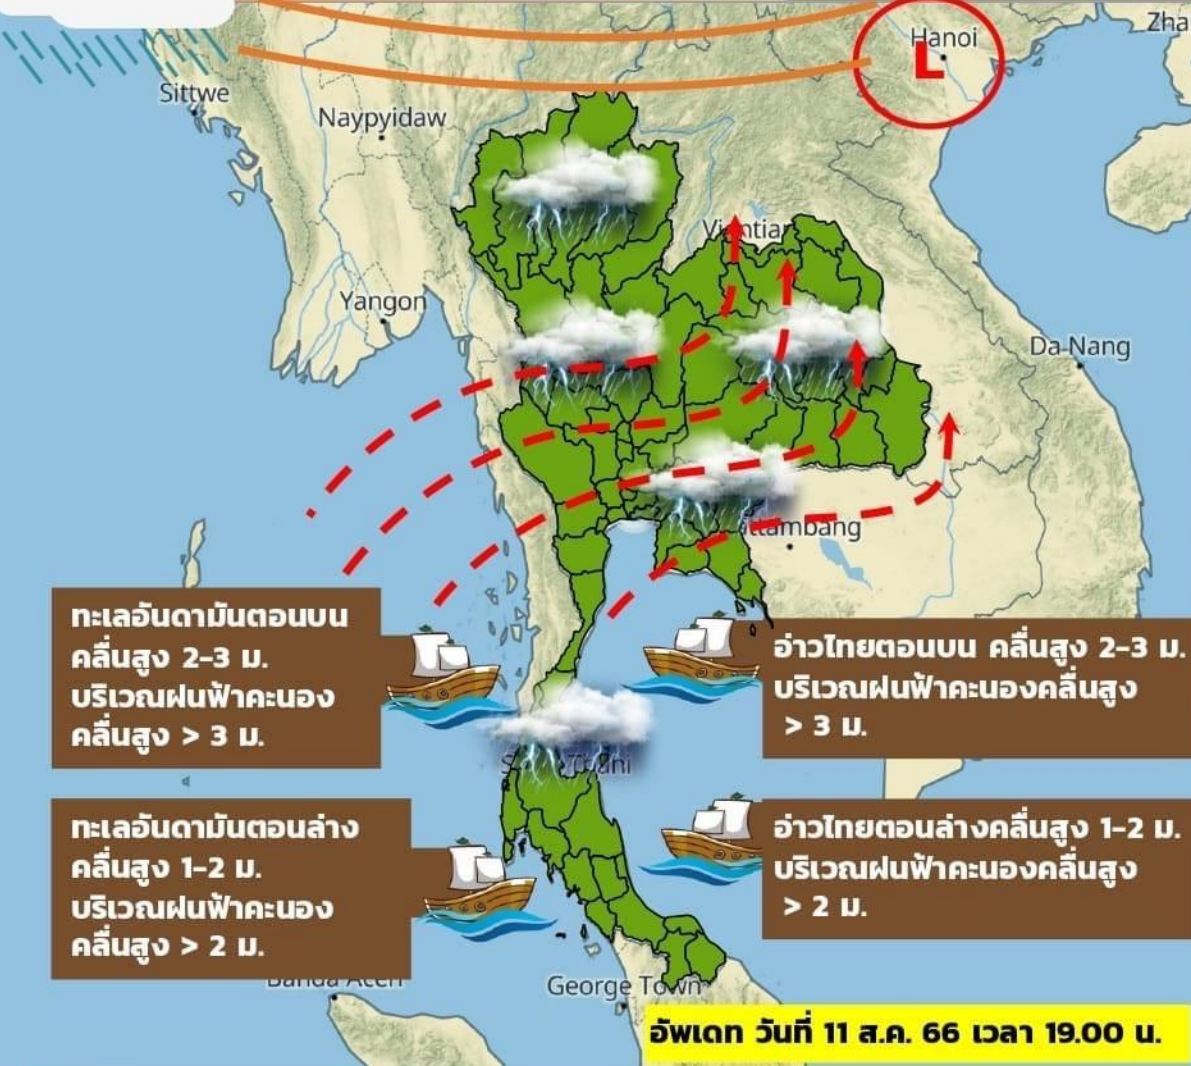 Zha
Hanoi
L
Sittwe
Naypyidaw
Yangon
Da Nang
ทะเลอันดามันตอนบน
คลื่นสูง 2-3 ม.
บริเวณฝนฟ้าคะนอง
คลื่นสูง > 3 ม.
อ่าวไทยตอนบน คลื่นสูง 2-3 ม.
บริเวณฝนฟ้าคะนองคลื่นสูง
> 3 ม.
ทะเลอันดามันตอนล่าง
คลื่นสูง 1-2 ม.
บริเวณฝนฟ้าคะนอง
คลื่นสูง > 2 ม.
อ่าวไทยตอนล่างคลื่นสูง 1-2 ม.
บริเวณฝนฟ้าคะนองคลื่นสูง
> 2 ม.
Banda Aceh
George Town
อัพเดท วันที่ 11 ส.ค. 66 เวลา 19.00 น.